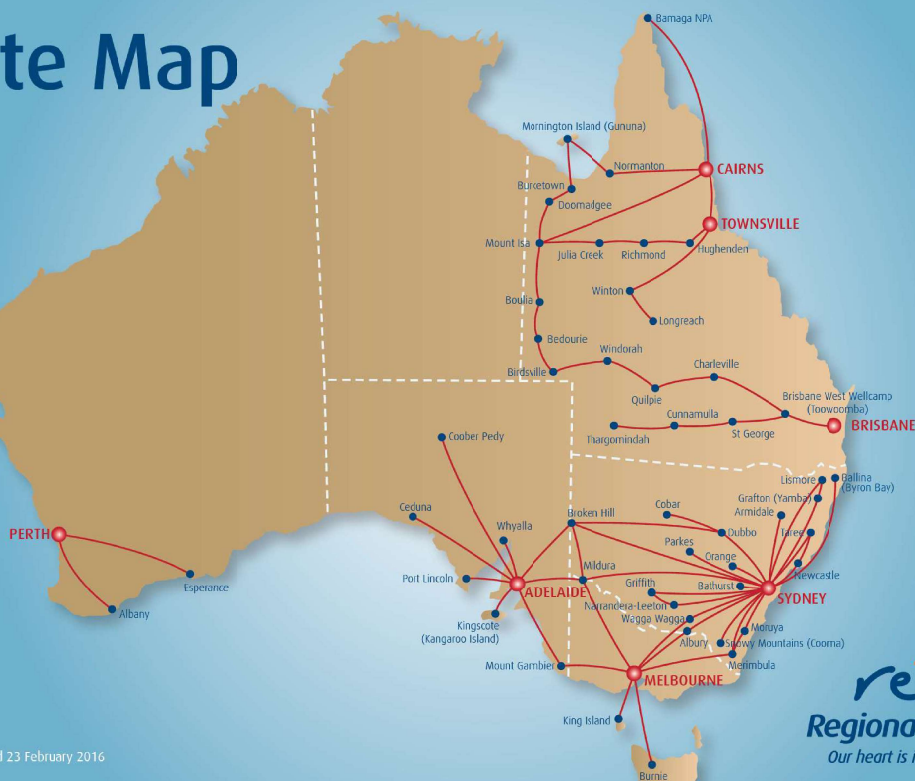 te Map
Bamaga NPA
Mornington Island (Gununa)
Normanton
CAIRNS
Burketown
Doomadgee
TOWNSVILLE
Mount Isa
Julia Creek
Richmond
Hughenden
Winton
Boulia
Longreach
Bedourie
Windorah
Charleville
Birdsville
Quilpie
Brisbane West Wellcamp
(Toowoomba)
Cunnamulla
BRISBANE
St George
Thargomindah
Coober Pedy
Lismore
Ballina
(Byron Bay)
Grafton (Yamba)
Cobar
Armidale
Ceduna
Broken Hill
Whyalla
Dubbo
Taree
PERTH
Parkes
Orange
Mildura
Newcastle
Port Lincoln
Griffith
Bathurst
Esperance
ADELAIDE
SYDNEY
Narrandera-Leeton
Albany
Wagga Wagga
Kingscote
(Kangaroo Island)
Moruya
Albury
Snowy Mountains (Cooma)
Mount Gambier
Merimbula
MELBOURNE
re
King Island
Regiona
d 23 February 2016
Our heart is i
Burnie